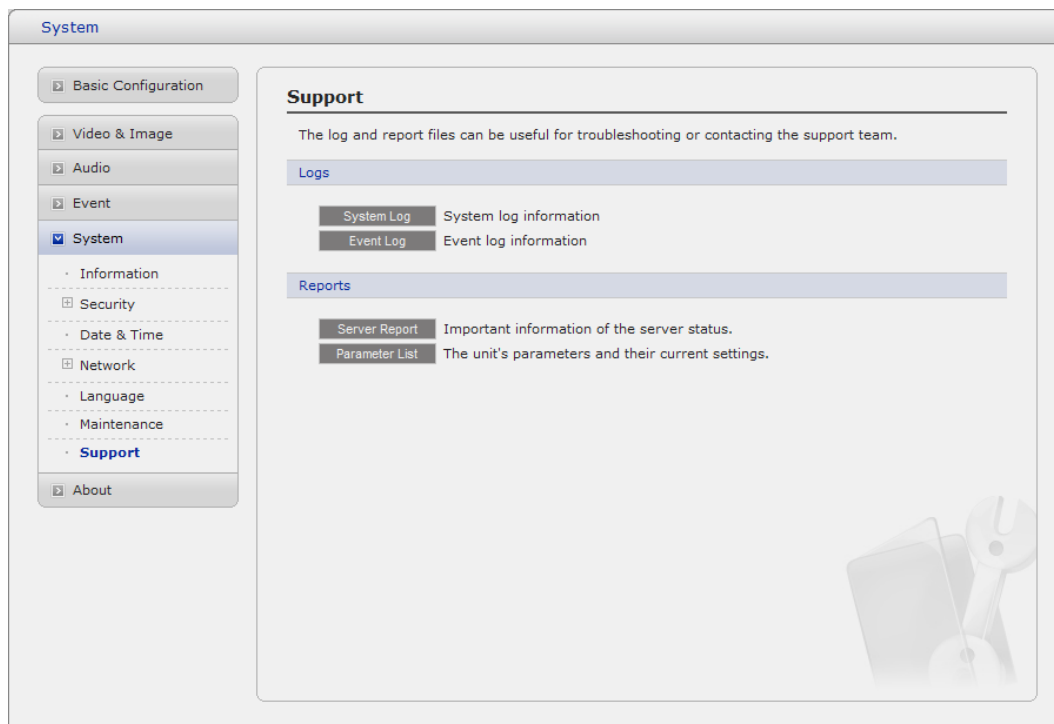 System
Basic Configuration
Video & Image
Audio
Event
System
Information
Security
Date & Time
Network
Language
Maintenance
Support
About
Support
The log and report files can be useful for troubleshooting or contacting the support team.
Logs
System Log System log information
Event Log Event log information
Reports
Server Report Important information of the server status.
Parameter List The unit's parameters and their current settings.